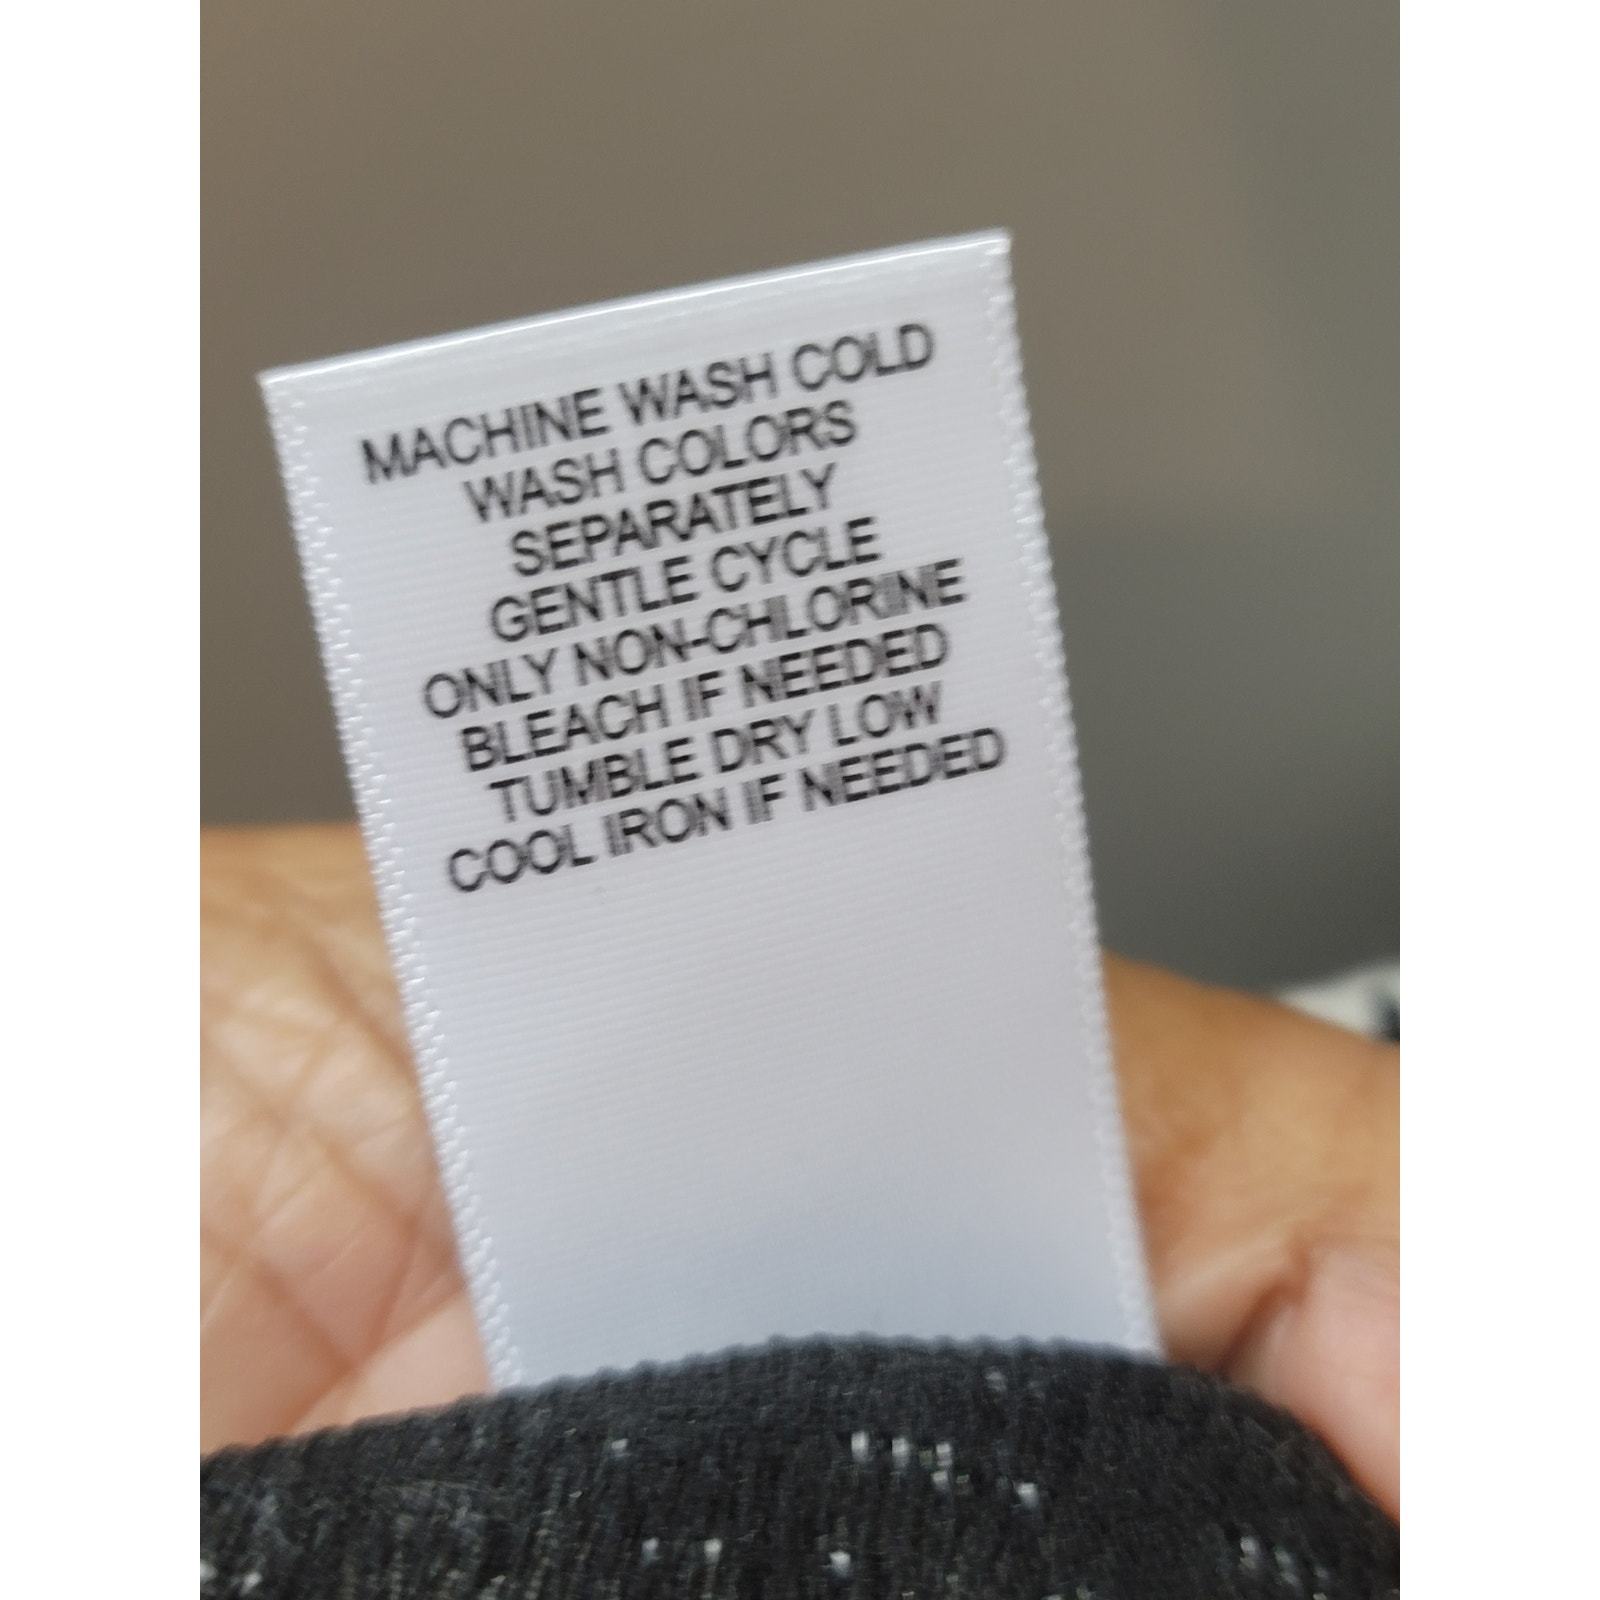 MACHINE WASH COLD
WASH COLORS
SEPARATELY
GENTLE CYCLE
ONLY NON-CHLORINE
BLEACH IF NEEDED
TUMBLE DRY LOW
COOL IRON IF NEEDED